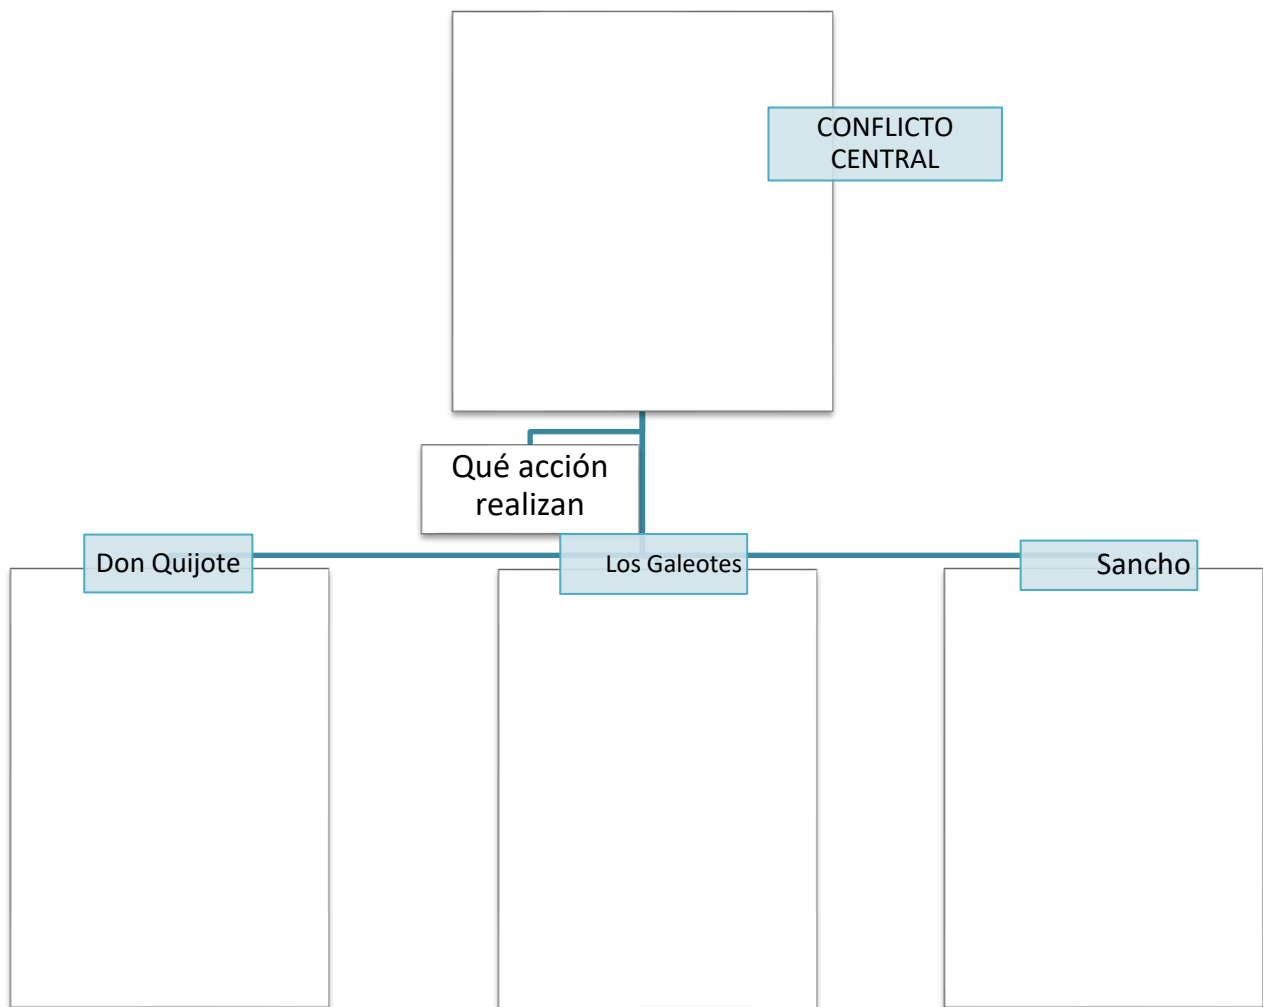 CONFLICTO
CENTRAL
Qué acción
realizan
Don Quijote
Los Galeotes
Sancho